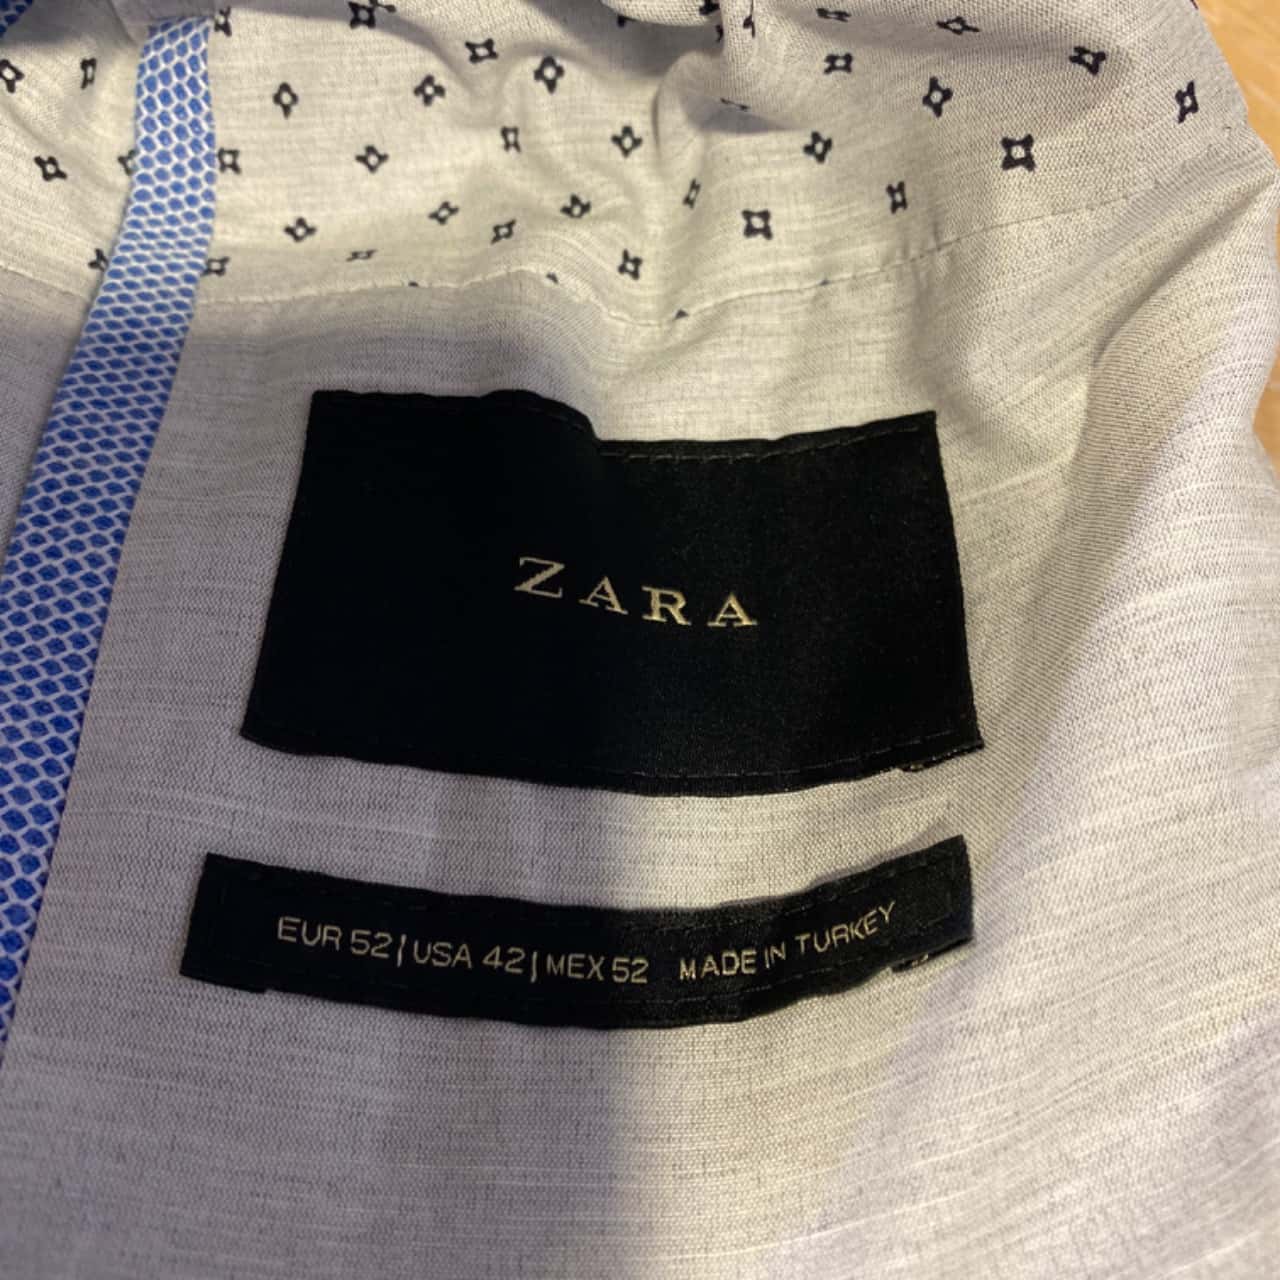 ZARA
EUR 52 | USA 42 | MEX 52 MADE IN TURKEY